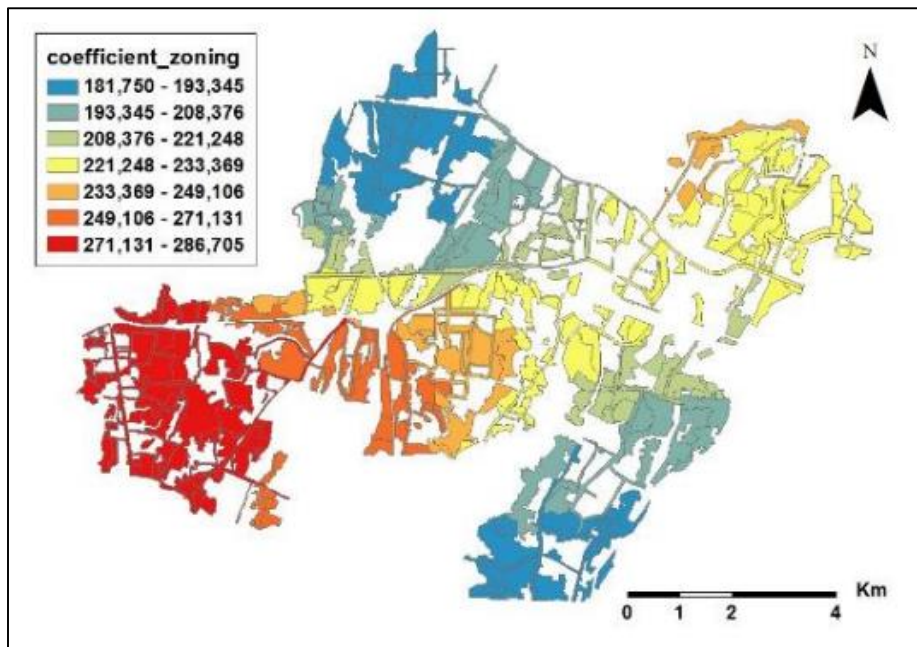 coefficient_zoning
181,750 - 193,345
193,345 - 208,376
208,376 - 221,248
221,248 - 233,369
233,369 - 249,106
249,106 - 271,131
271,131 - 286,705
N
Km
0 1 2 4